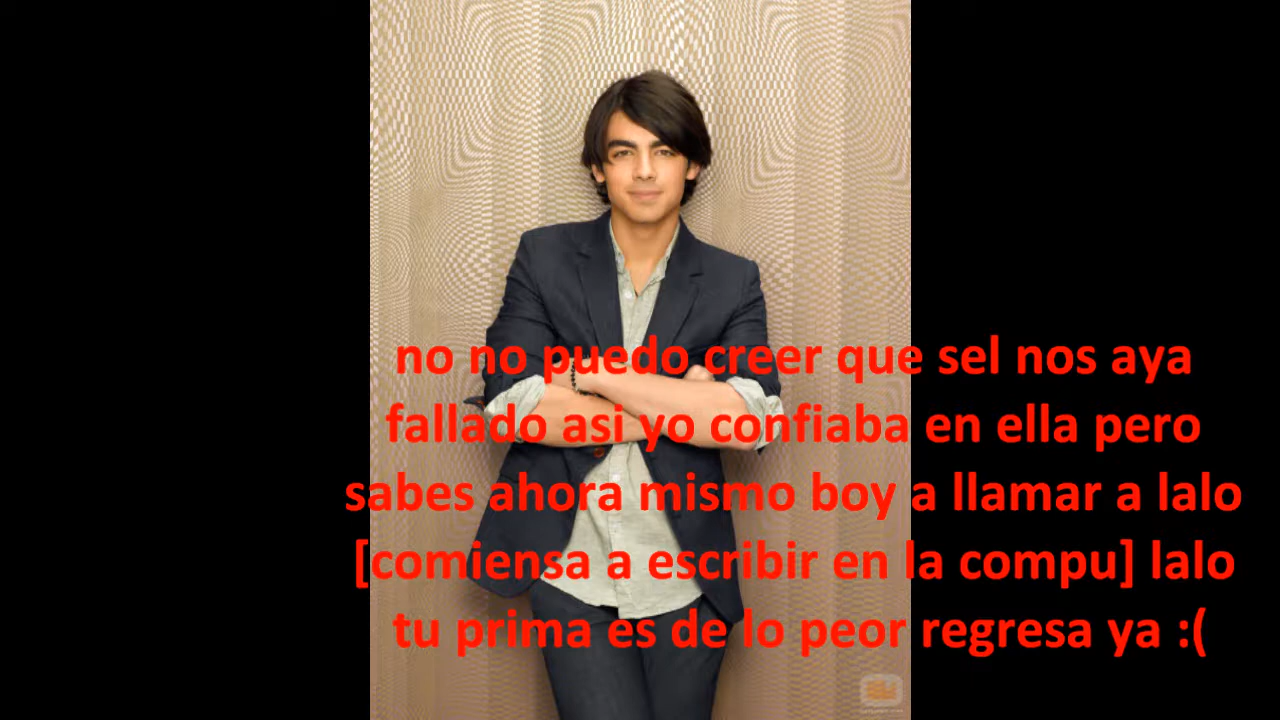 no no puedo creer que sel nos aya
fallado asi yo confiaba en ella pero
sabes ahora mismo boy a llamar a lalo
[comiensa a escribir en la compu] lalo
tu prima es de lo peor regresa ya :(